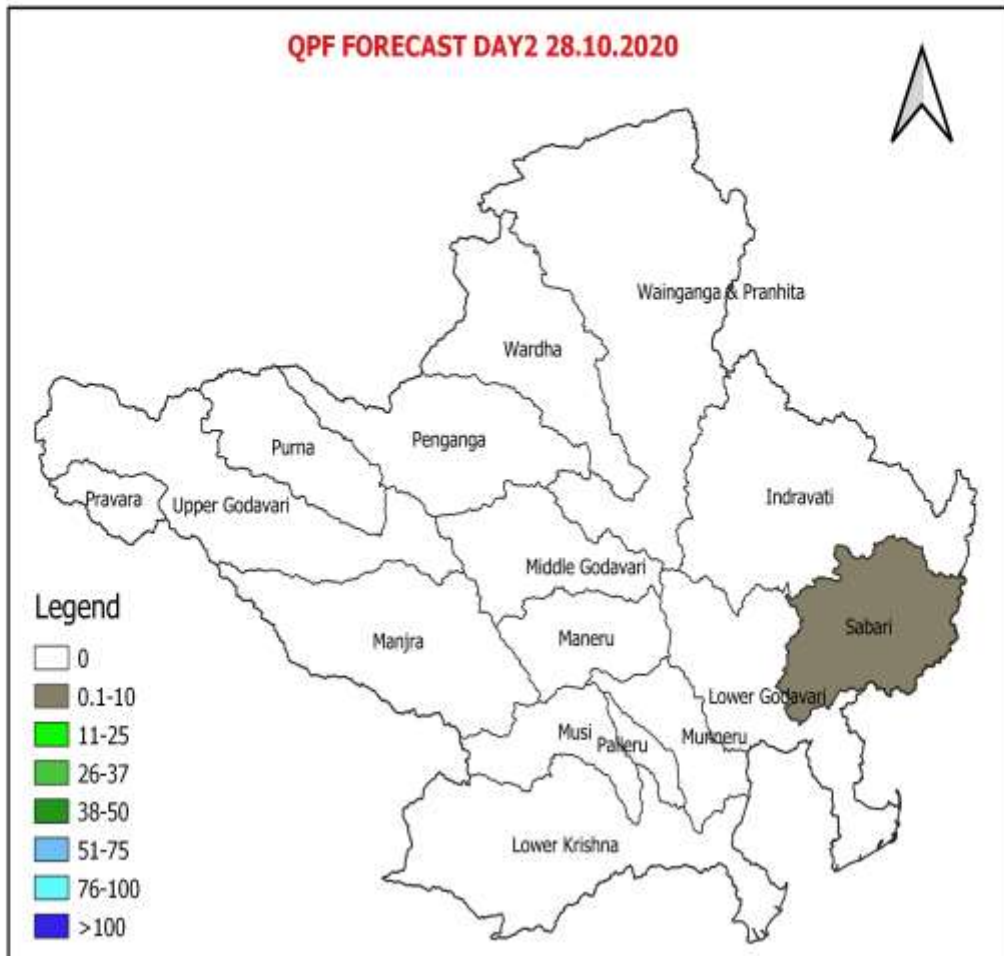 QPF FORECAST DAY2 28.10.2020
Wainganga & Pranhita
Wardha
Purna
Penganga
Pravara
Upper Godavari
Indravati
Middle Godavari
Manjra
Maneru
Sabari
Lower Godavari
Musi
Palleru
Munneru
Lower Krishna
Legend
0
0.1-10
11-25
26-37
38-50
51-75
76-100
>100